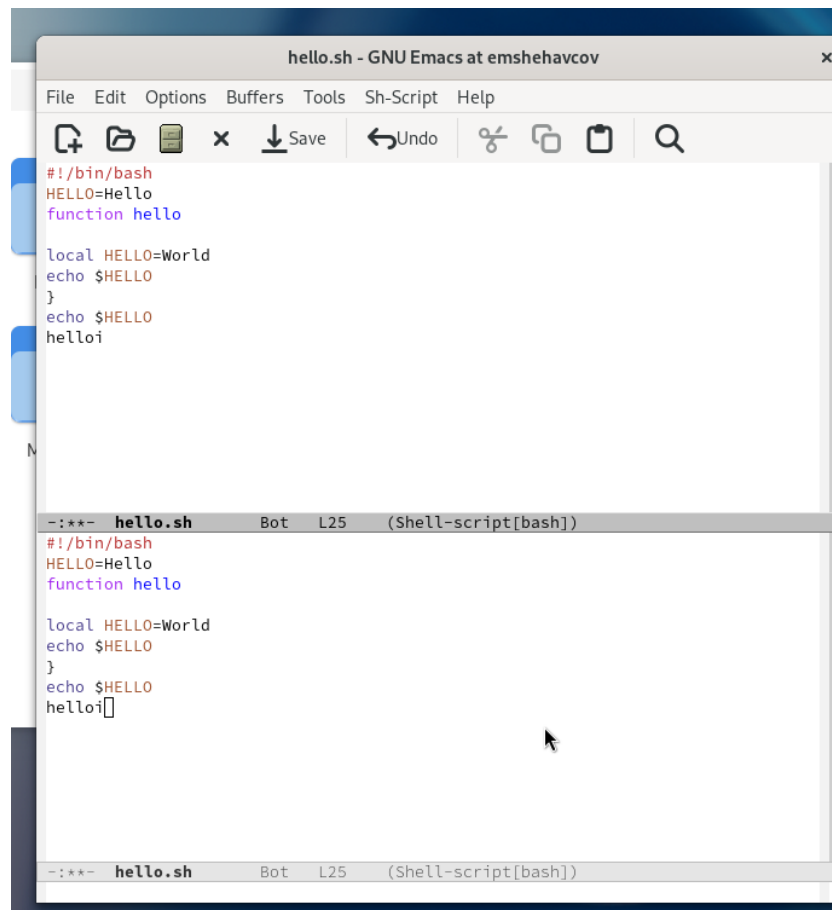 hello.sh - GNU Emacs at emshehavcov
File Edit Options Buffers Tools Sh-Script Help
Save Undo
#!/bin/bash
HELLO=Hello
function hello
local HELLO=World
echo $HELLO
}
echo $HELLO
helloi
-:**- hello.sh Bot L25 (Shell-script[bash])
#!/bin/bash
HELLO=Hello
function hello
local HELLO=World
echo $HELLO
}
echo $HELLO
helloi
-:**- hello.sh Bot L25 (Shell-script[bash])